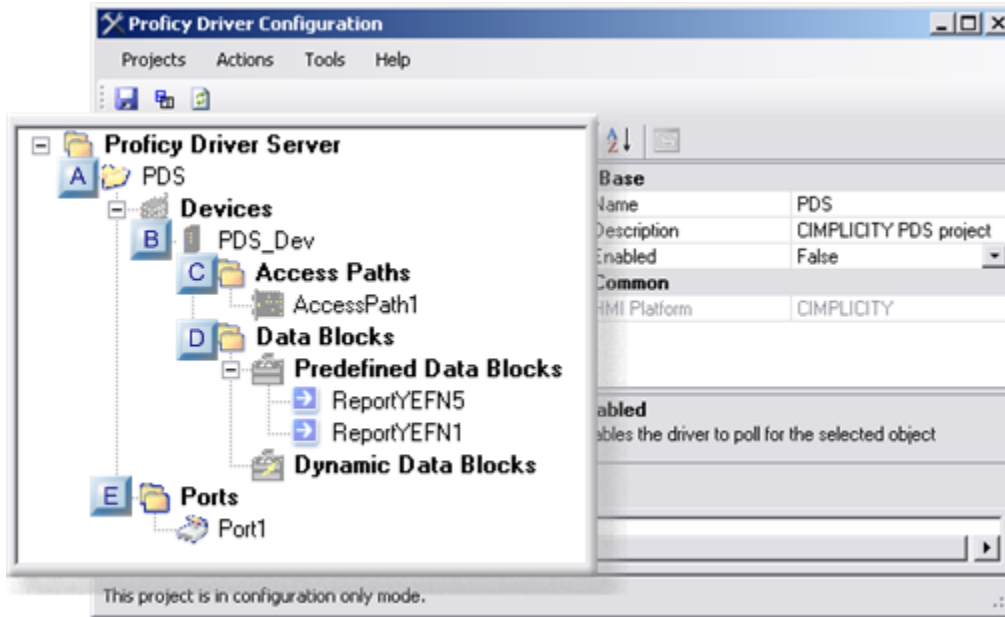 Proficy Driver Configuration
Projects Actions Tools Help
Proficy Driver Server
A PDS
Devices
B PDS_Dev
C Access Paths
AccessPath1
D Data Blocks
Predefined Data Blocks
ReportYEFN5
ReportYEFN1
Dynamic Data Blocks
E Ports
Port1
Base
Name PDS
Description CIMPLICITY PDS project
Enabled False
Common
HMI Platform CIMPLICITY
abled
ables the driver to poll for the selected object
This project is in configuration only mode.